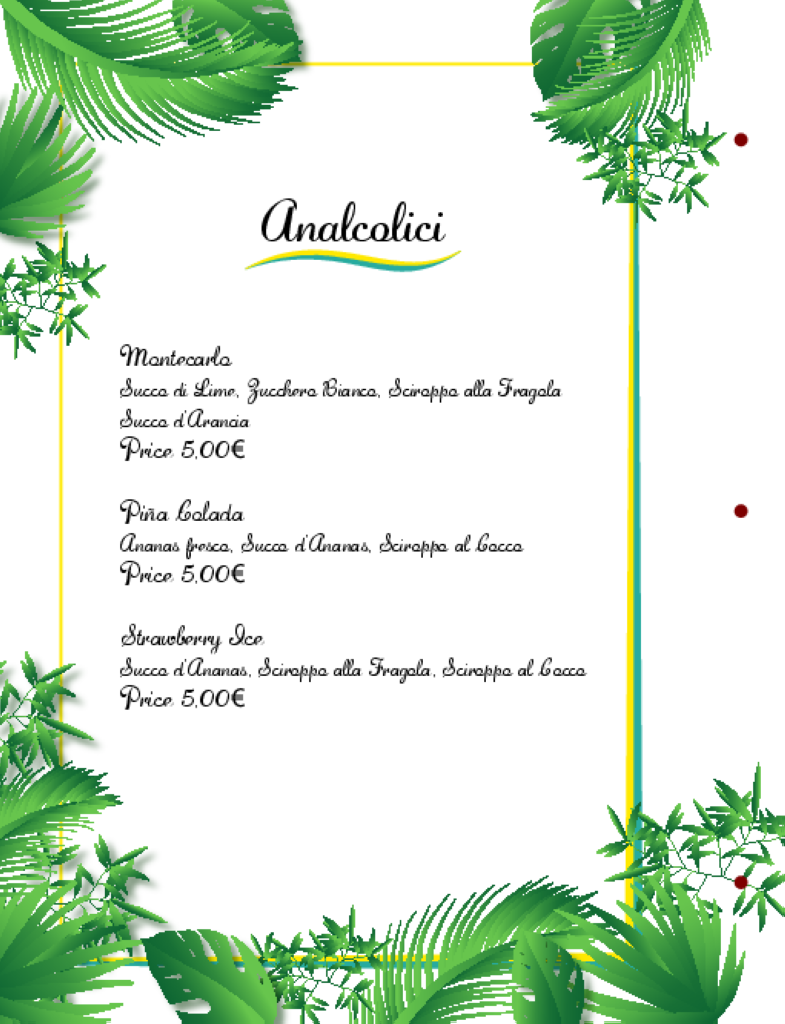 Analcolici
Montecarlo
Succo di Lime, Zucchero Bianco, Sciroppo alla Fragola
Succo d'Arancia
Price 5,00€
Piña Colada
Ananas fresco, Succo d'Ananas, Sciroppo al Cocco
Price 5,00€
Strawberry Ice
Succo d'Ananas, Sciroppo alla Fragola, Sciroppo al Cocco
Price 5,00€